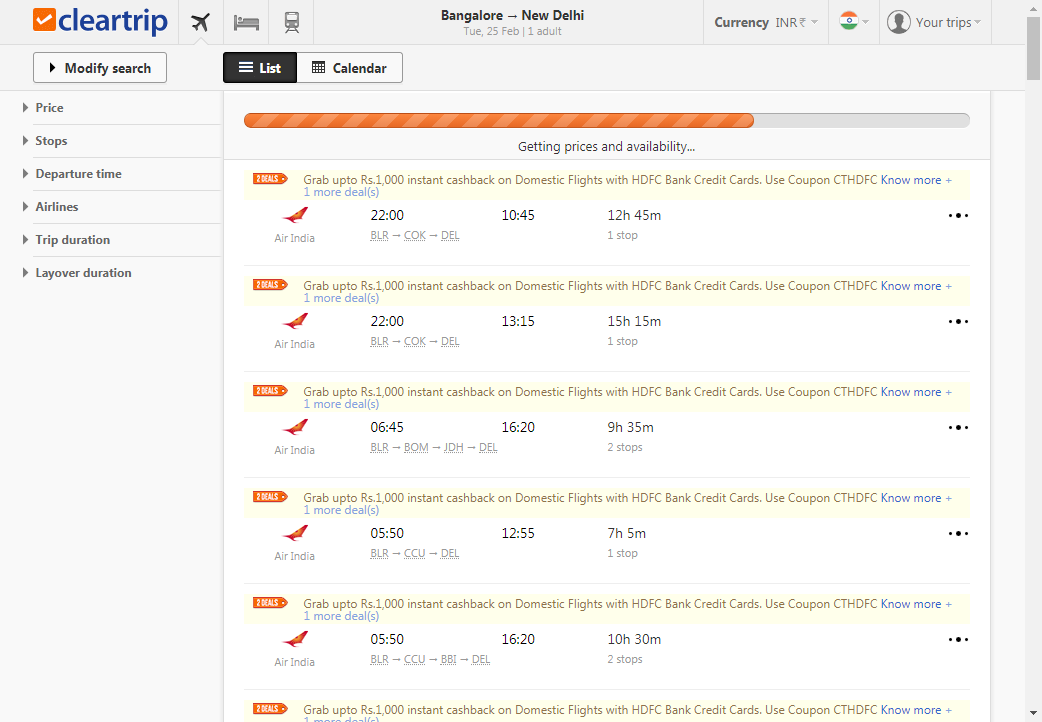 cleartrip
Bangalore → New Delhi
Tue, 25 Feb | 1 adult
Currency INR ₹
Your trips
Modify search
List
Calendar
Price
Stops
Departure time
Airlines
Trip duration
Layover duration
Getting prices and availability...
2 DEALS Grab upto Rs.1,000 instant cashback on Domestic Flights with HDFC Bank Credit Cards. Use Coupon CTHDFC Know more +
1 more deal(s)
22:00 10:45 12h 45m
Air India BLR → COK → DEL 1 stop
2 DEALS Grab upto Rs.1,000 instant cashback on Domestic Flights with HDFC Bank Credit Cards. Use Coupon CTHDFC Know more +
1 more deal(s)
22:00 13:15 15h 15m
Air India BLR → COK → DEL 1 stop
2 DEALS Grab upto Rs.1,000 instant cashback on Domestic Flights with HDFC Bank Credit Cards. Use Coupon CTHDFC Know more +
1 more deal(s)
06:45 16:20 9h 35m
Air India BLR → BOM → JDH → DEL 2 stops
2 DEALS Grab upto Rs.1,000 instant cashback on Domestic Flights with HDFC Bank Credit Cards. Use Coupon CTHDFC Know more +
1 more deal(s)
05:50 12:55 7h 5m
Air India BLR → CCU → DEL 1 stop
2 DEALS Grab upto Rs.1,000 instant cashback on Domestic Flights with HDFC Bank Credit Cards. Use Coupon CTHDFC Know more +
1 more deal(s)
05:50 16:20 10h 30m
Air India BLR → CCU → BBI → DEL 2 stops
2 DEALS Grab upto Rs.1,000 instant cashback on Domestic Flights with HDFC Bank Credit Cards. Use Coupon CTHDFC Know more +
1 more deal(s)